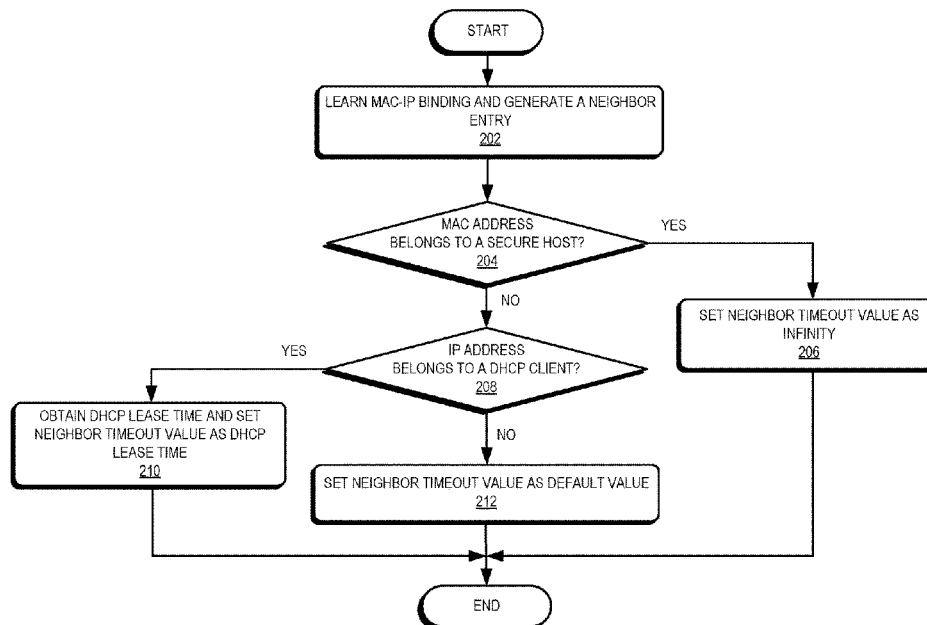 START
LEARN MAC-IP BINDING AND GENERATE A NEIGHBOR
ENTRY
202
MAC ADDRESS
BELONGS TO A SECURE HOST?
204
YES
NO
SET NEIGHBOR TIMEOUT VALUE AS
INFINITY
206
IP ADDRESS
BELONGS TO A DHCP CLIENT?
208
YES
NO
OBTAIN DHCP LEASE TIME AND SET
NEIGHBOR TIMEOUT VALUE AS DHCP
LEASE TIME
210
SET NEIGHBOR TIMEOUT VALUE AS DEFAULT VALUE
212
END